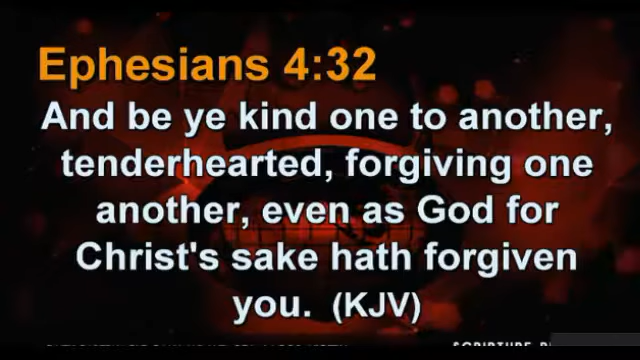 Ephesians 4:32
And be ye kind one to another,
tenderhearted, forgiving one
another, even as God for
Christ's sake hath forgiven
you. (KJV)
SCRIPTURE